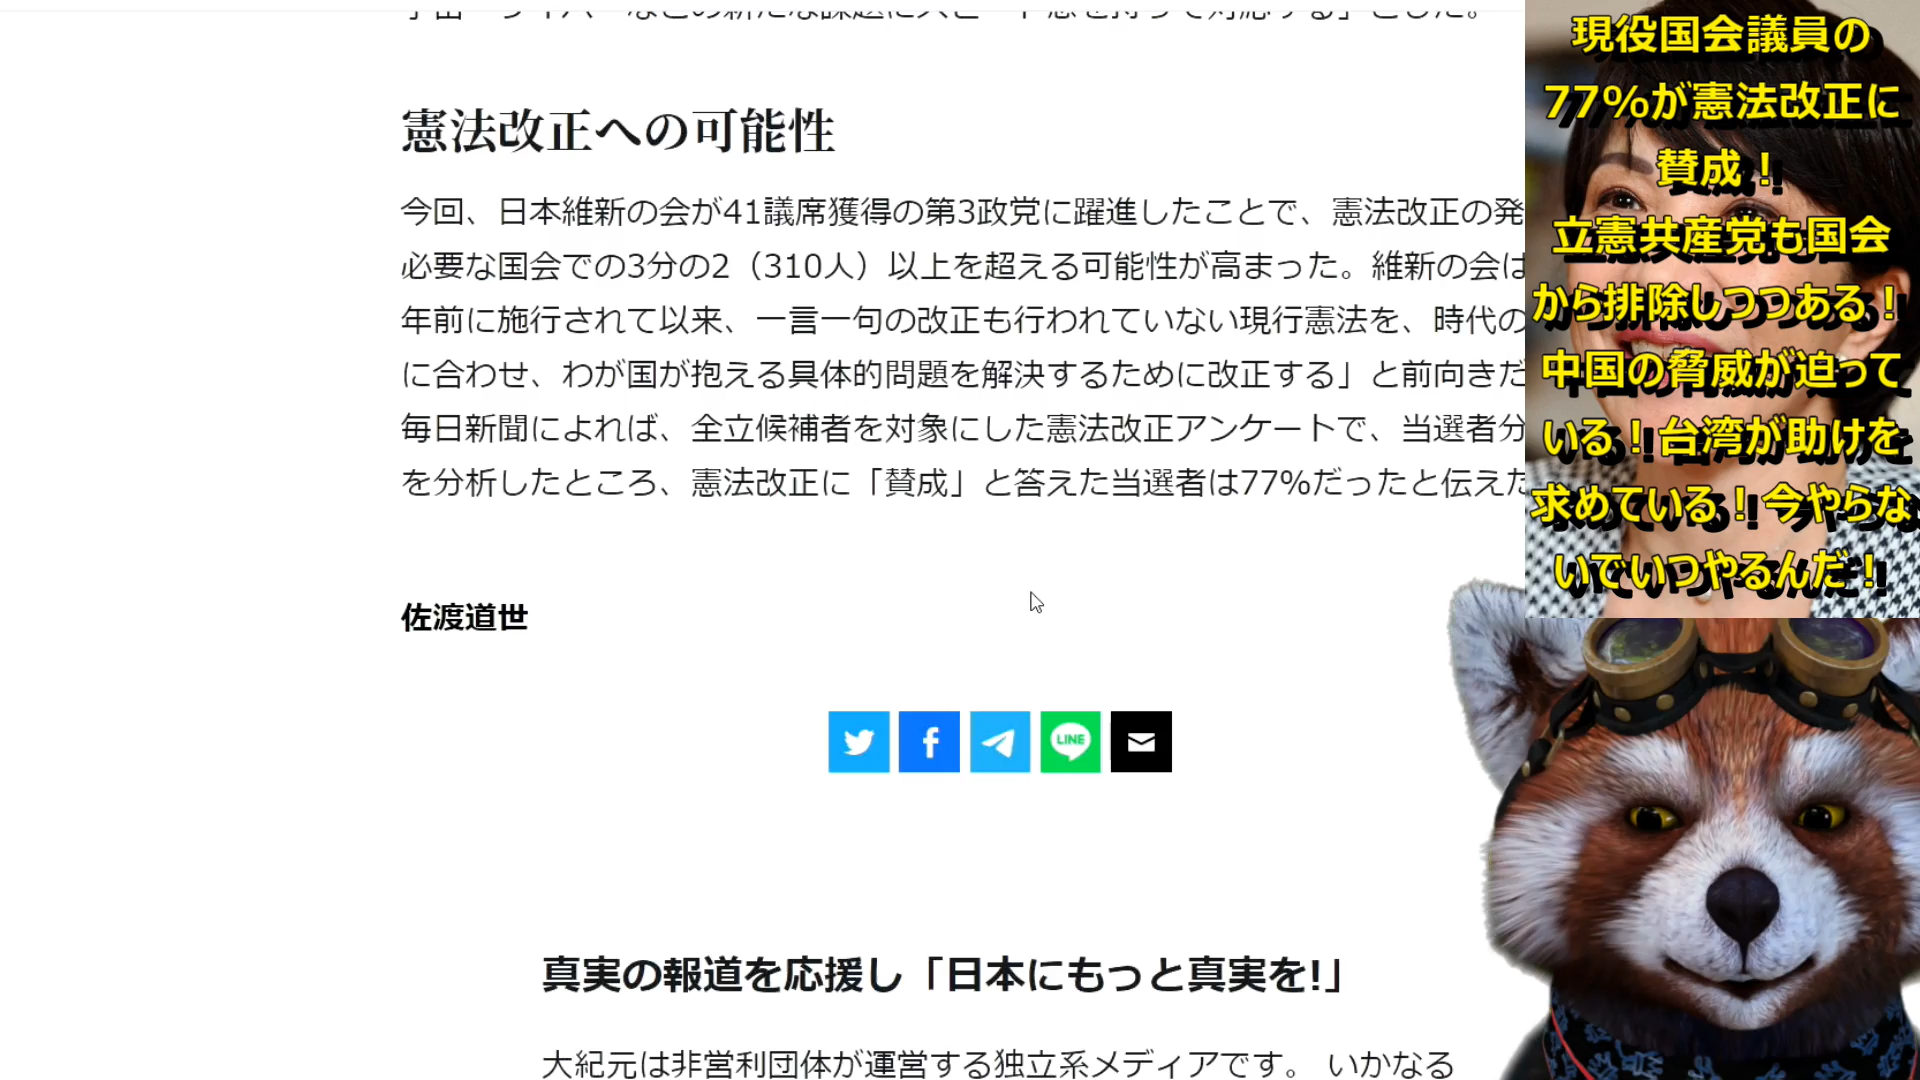 憲法改正への可能性
今回、日本維新の会が41議席獲得の第3政党に躍進したことで、憲法改正の発
必要な国会での3分の2（310人）以上を超える可能性が高まった。維新の会は
年前に施行されて以来、一言一句の改正も行われていない現行憲法を、時代の
に合わせ、わが国が抱える具体的問題を解決するために改正する」と前向きだ
毎日新聞によれば、全立候補者を対象にした憲法改正アンケートで、当選者分
を分析したところ、憲法改正に「賛成」と答えた当選者は77%だったと伝えた
佐渡道世
LINE
真実の報道を応援し「日本にもっと真実を!」
大紀元は非営利団体が運営する独立系メディアです。 いかなる
現役国会議員の
77%が憲法改正に
賛成！
立憲共産党も国会
から排除しつつある！
中国の脅威が迫って
いる！台湾が助けを
求めている！今やらな
いでいつやるんだ！